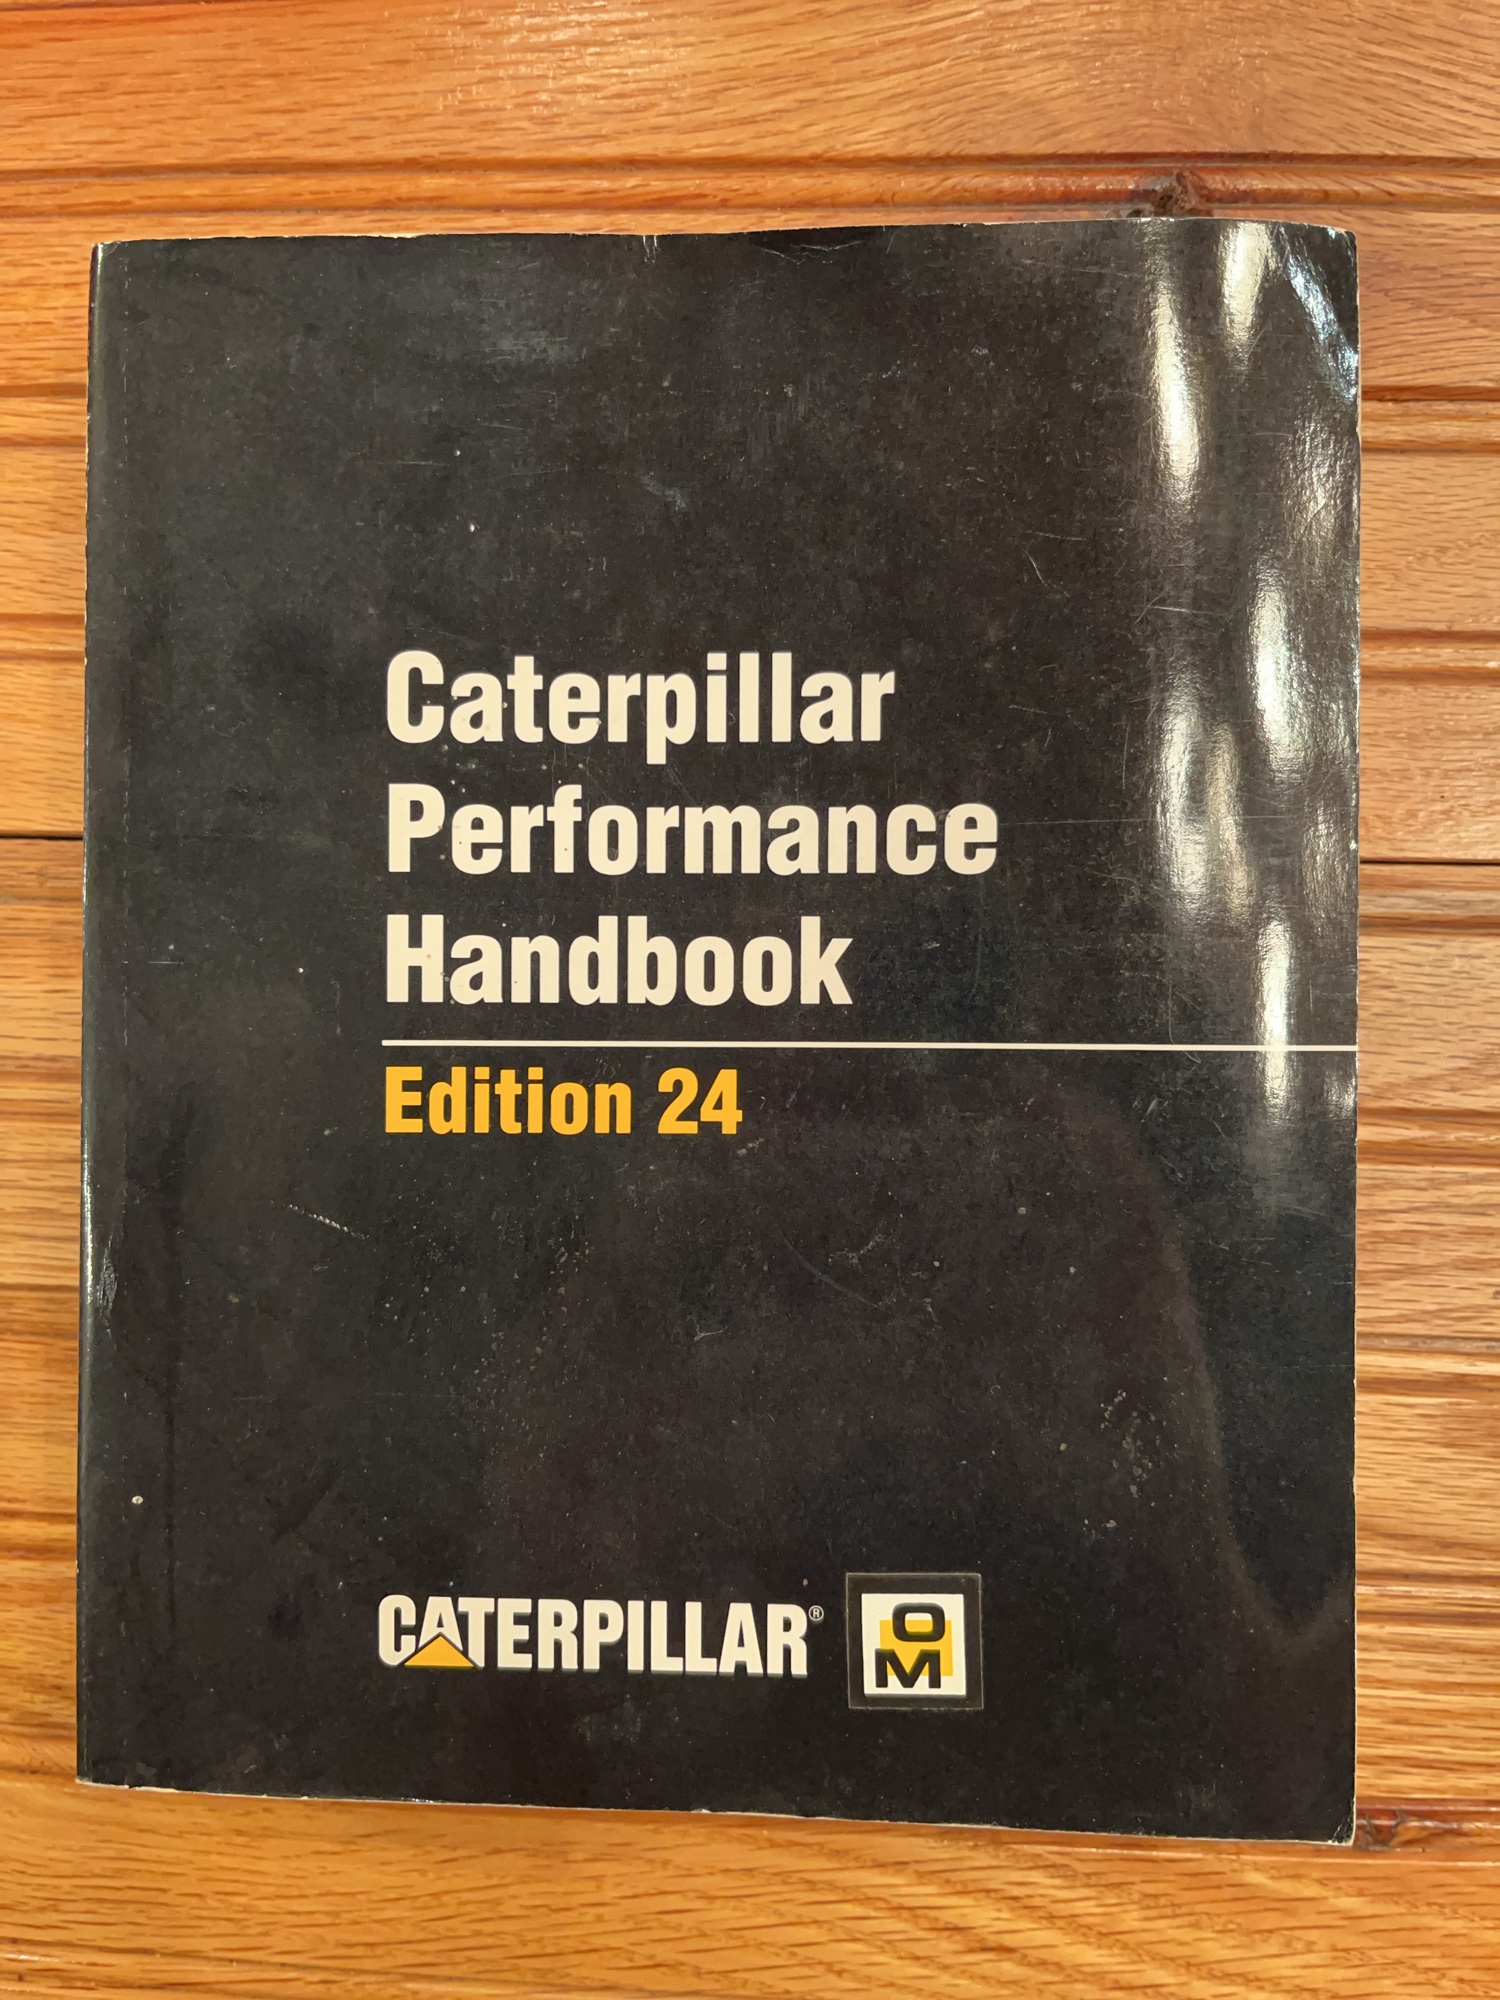 Caterpillar
Performance
Handbook
Edition 24
CATERPILLAR®
O
M